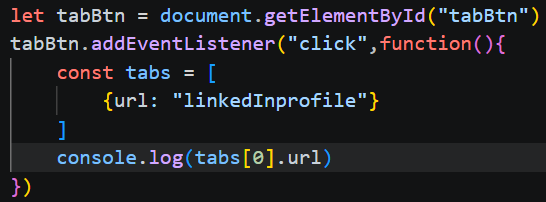 let tabBtn = document.getElementById("tabBtn")
tabBtn.addEventListener("click",function(){
    const tabs = [
        {url: "linkedInprofile"}
    ]
    console.log(tabs[0].url)
})